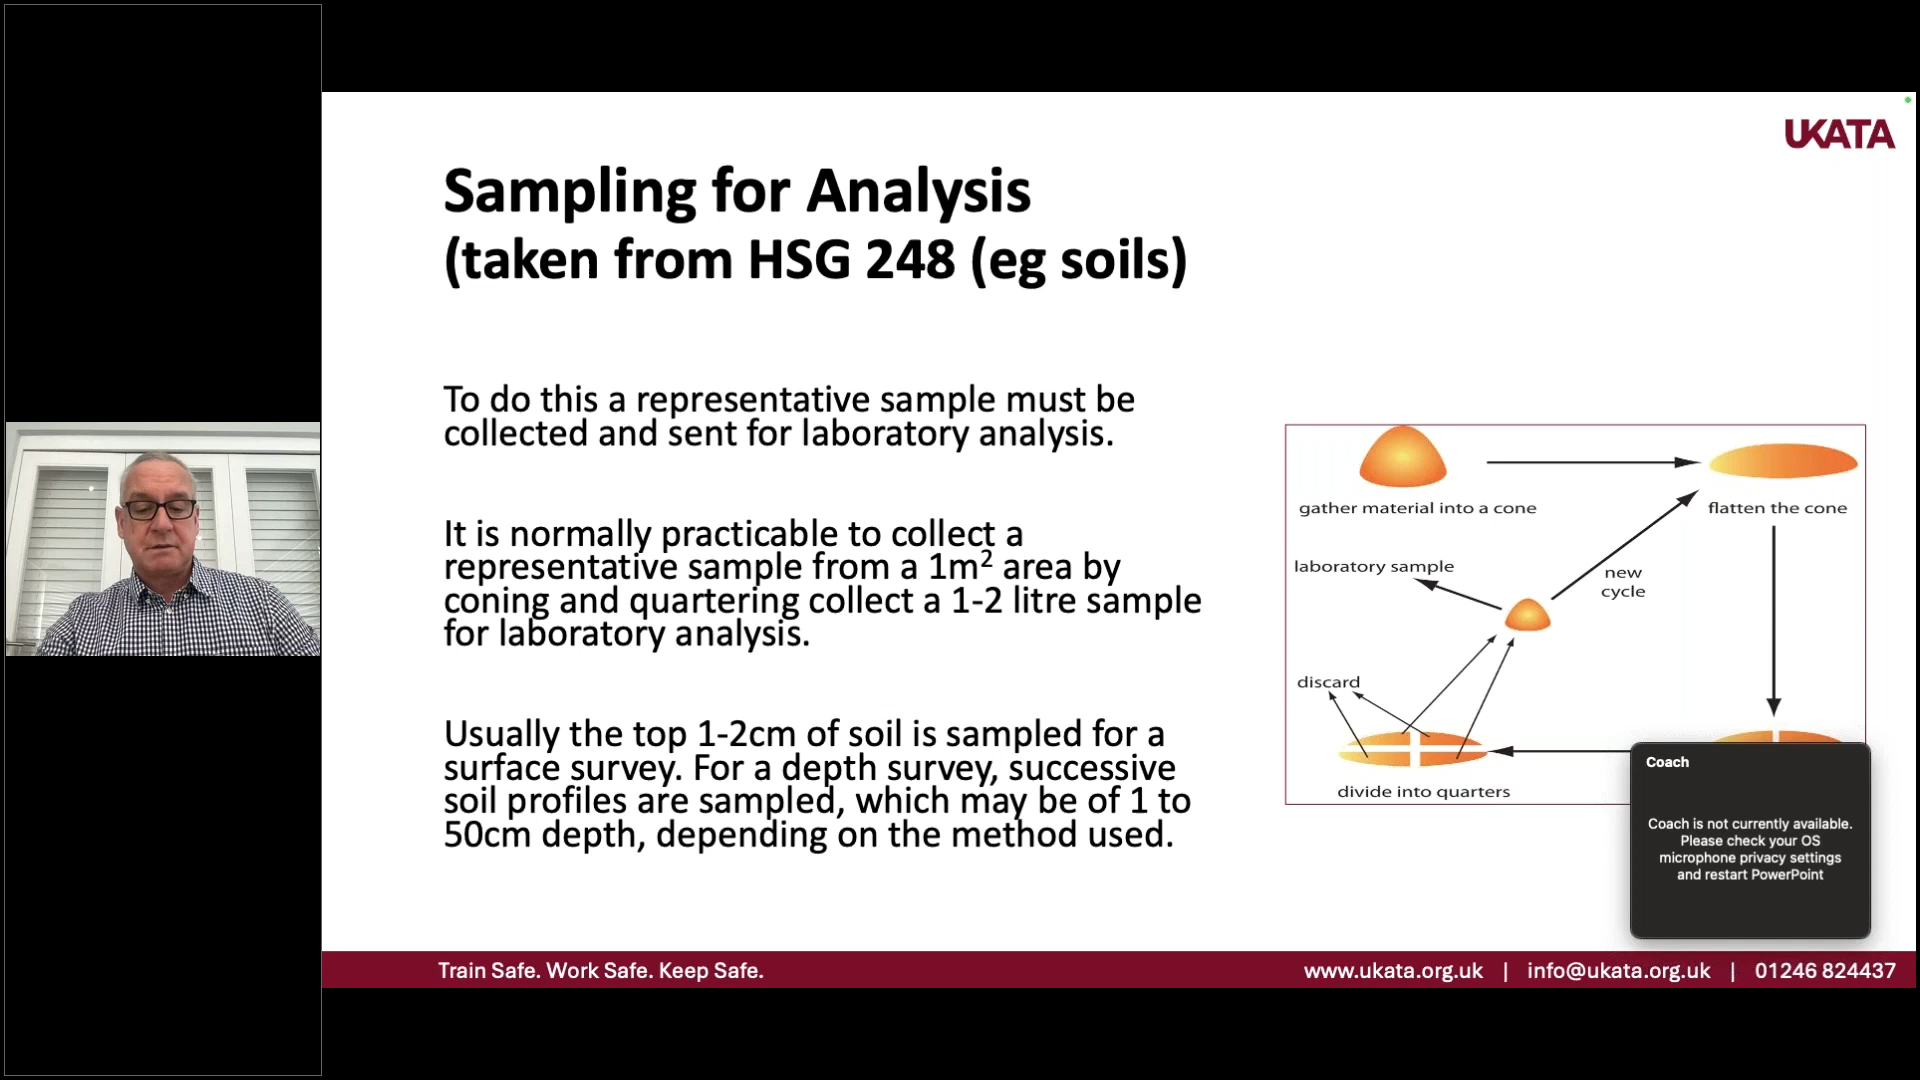 UKATA
Sampling for Analysis
(taken from HSG 248 (eg soils)
To do this a representative sample must be
collected and sent for laboratory analysis.
It is normally practicable to collect a
representative sample from a 1m² area by
coning and quartering collect a 1-2 litre sample
for laboratory analysis.
Usually the top 1-2cm of soil is sampled for a
surface survey. For a depth survey, successive
soil profiles are sampled, which may be of 1 to
50cm depth, depending on the method used.
gather material into a cone
flatten the cone
laboratory sample
new
cycle
discard
divide into quarters
Coach
Coach is not currently available.
Please check your OS
microphone privacy settings
and restart PowerPoint
Train Safe. Work Safe. Keep Safe.
www.ukata.org.uk | info@ukata.org.uk | 01246 824437